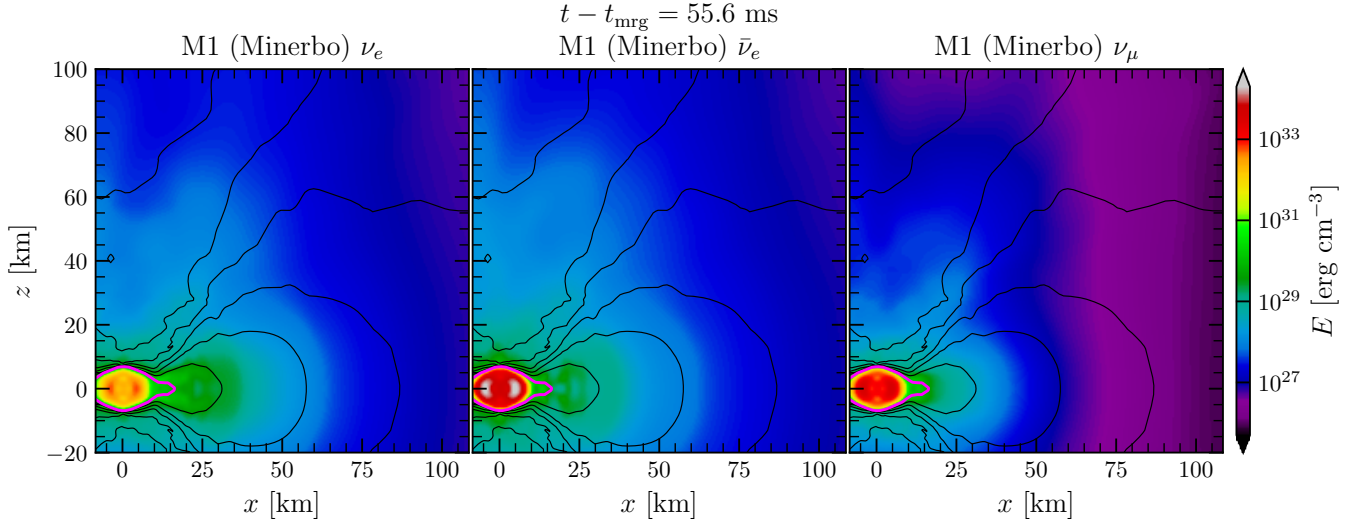 t − t_mrg = 55.6 ms
M1 (Minerbo) ν_e
M1 (Minerbo) ν̄_e
M1 (Minerbo) ν_μ
100
80
60
40
20
0
−20
z [km]
0 25 50 75 100
0 25 50 75 100
0 25 50 75 100
x [km]
x [km]
x [km]
10^33
10^31
10^29
10^27
E [erg cm^−3]